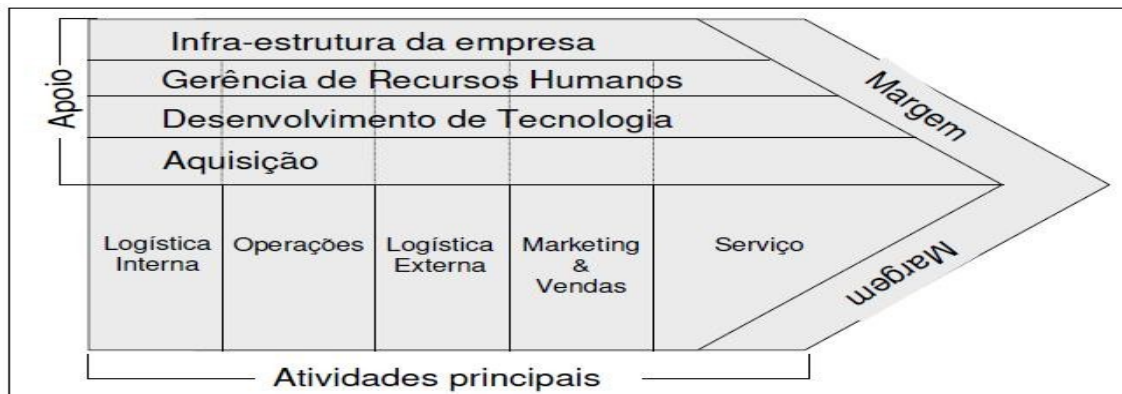 Apoio
Infra-estrutura da empresa
Gerência de Recursos Humanos
Desenvolvimento de Tecnologia
Aquisição
Margem
Logística
Interna
Operações
Logística
Externa
Marketing
&
Vendas
Serviço
Margem
Atividades principais